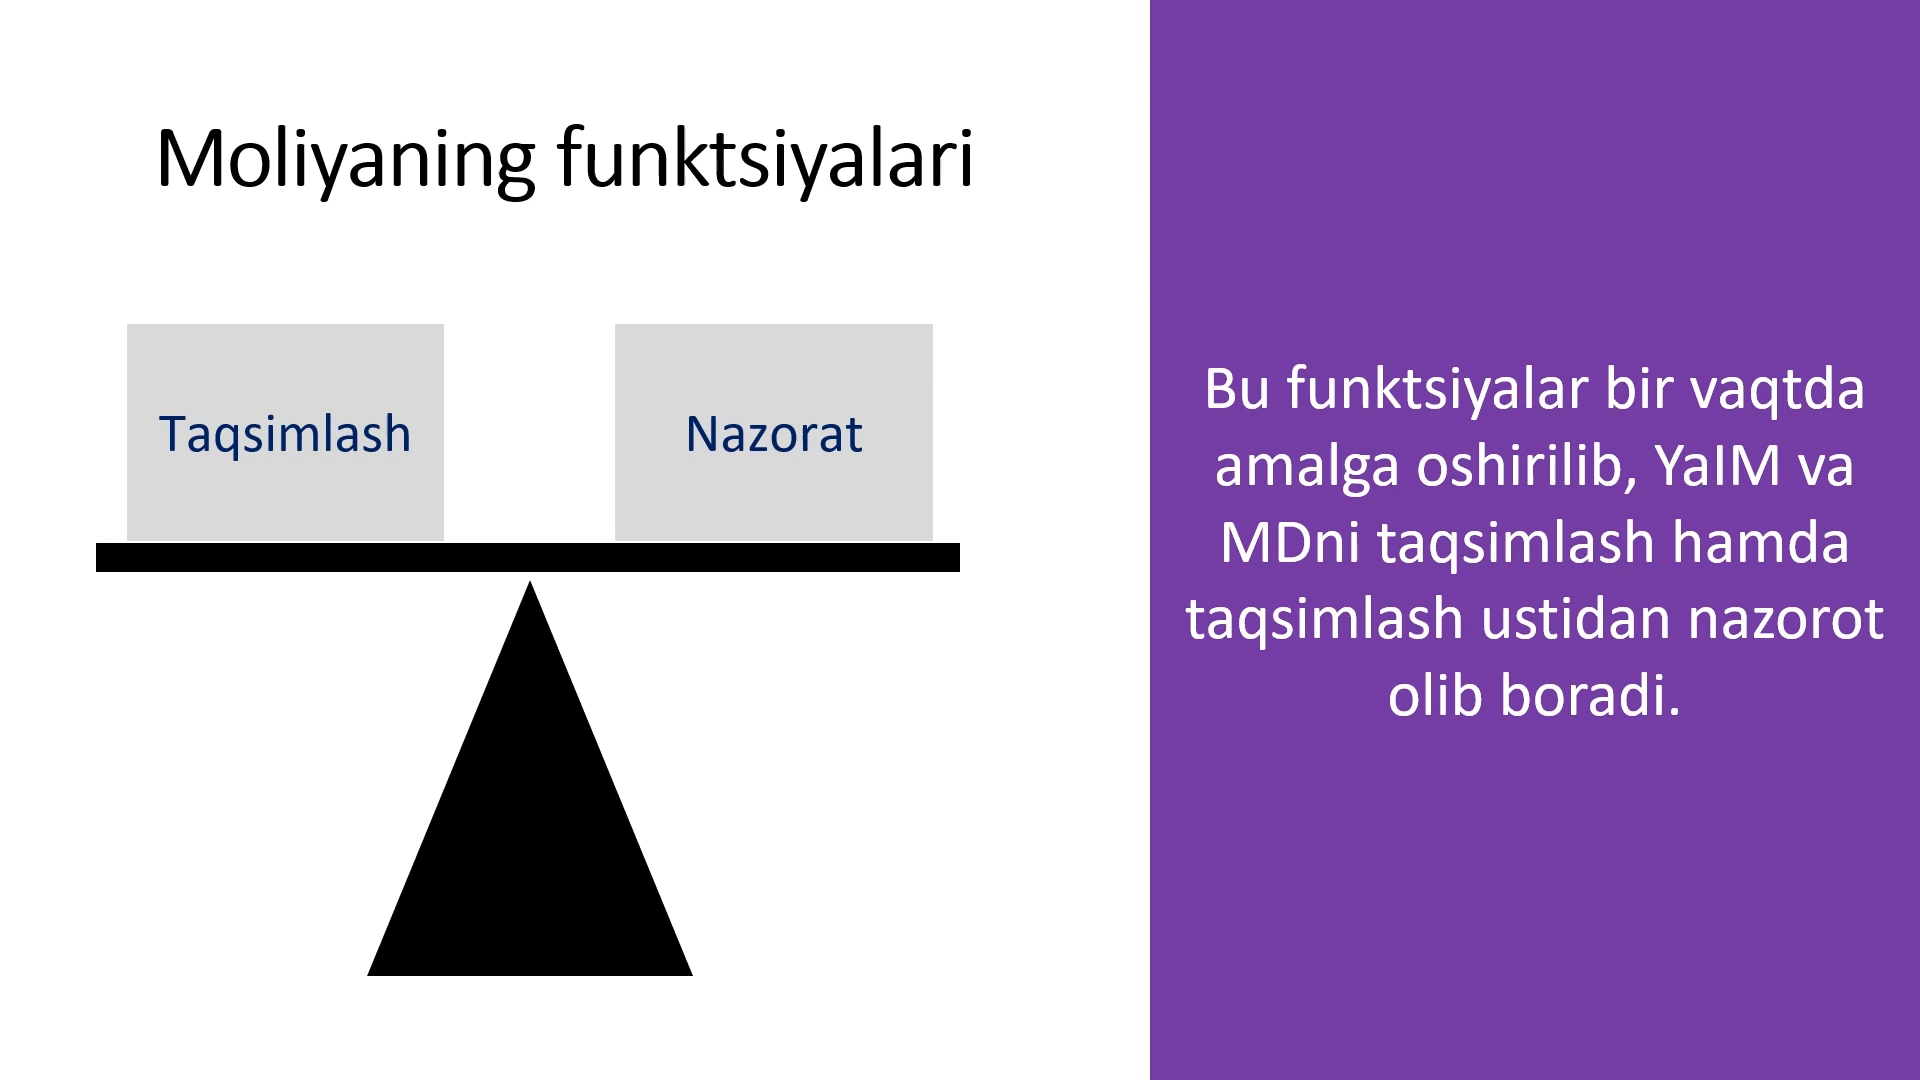 Moliyaning funktsiyalari
Taqsimlash
Nazorat
Bu funktsiyalar bir vaqtda
amalga oshirilib, YaIM va
MDni taqsimlash hamda
taqsimlash ustidan nazorot
olib boradi.